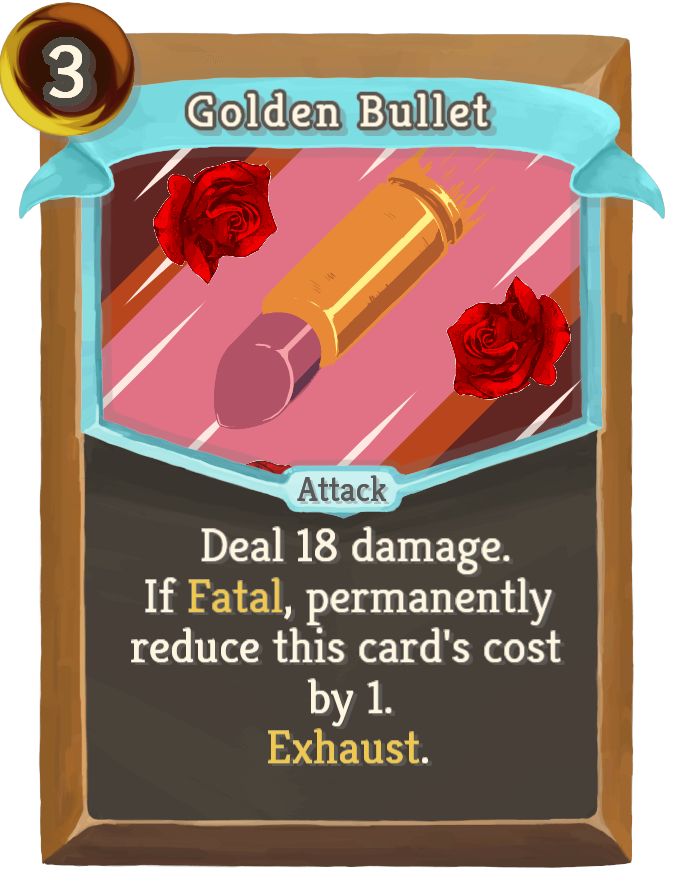 3
Golden Bullet
Attack
Deal 18 damage.
If Fatal, permanently
reduce this card's cost
by 1.
Exhaust.